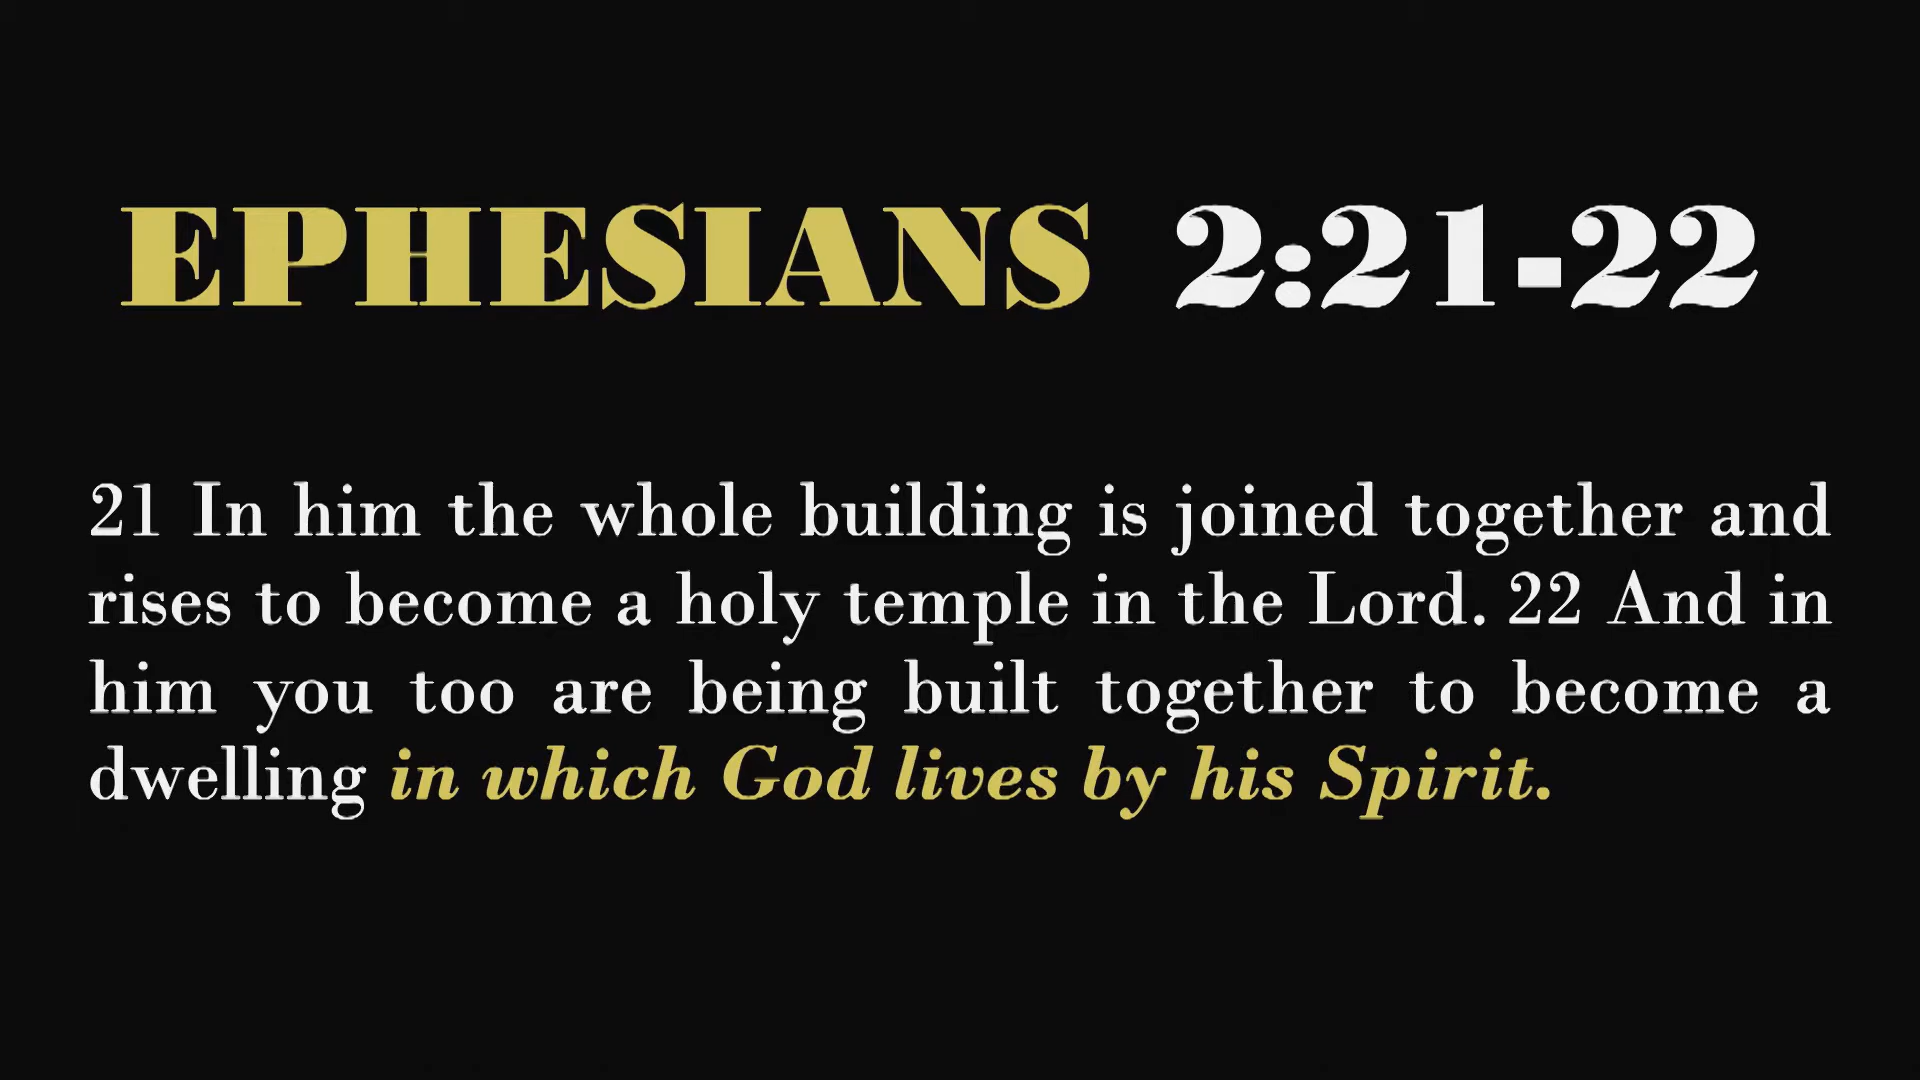 EPHESIANS 2:21-22
21 In him the whole building is joined together and
rises to become a holy temple in the Lord. 22 And in
him you too are being built together to become a
dwelling in which God lives by his Spirit.